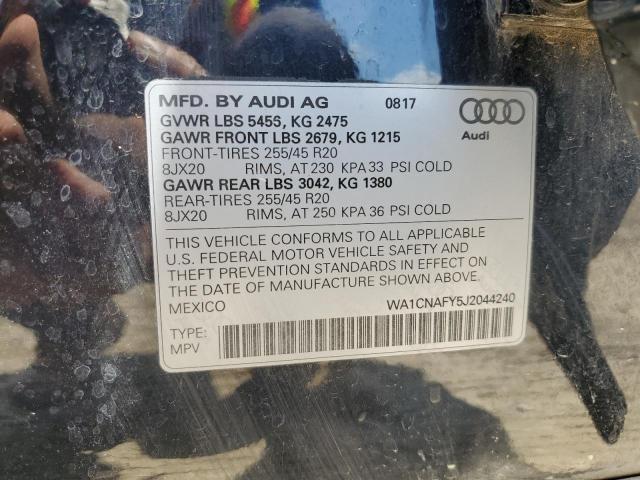 MFD. BY AUDI AG 0817
GVWR LBS 5456, KG 2475
GAWR FRONT LBS 2679, KG 1215
FRONT-TIRES 255/45 R20
8JX20 RIMS, AT 230 KPA 33 PSI COLD
GAWR REAR LBS 3042, KG 1380
REAR-TIRES 255/45 R20
8JX20 RIMS, AT 250 KPA 36 PSI COLD
Audi
THIS VEHICLE CONFORMS TO ALL APPLICABLE
U.S. FEDERAL MOTOR VEHICLE SAFETY AND
THEFT PREVENTION STANDARDS IN EFFECT ON
THE DATE OF MANUFACTURE SHOWN ABOVE.
MEXICO WA1CNAFY5J2044240
TYPE:
MPV